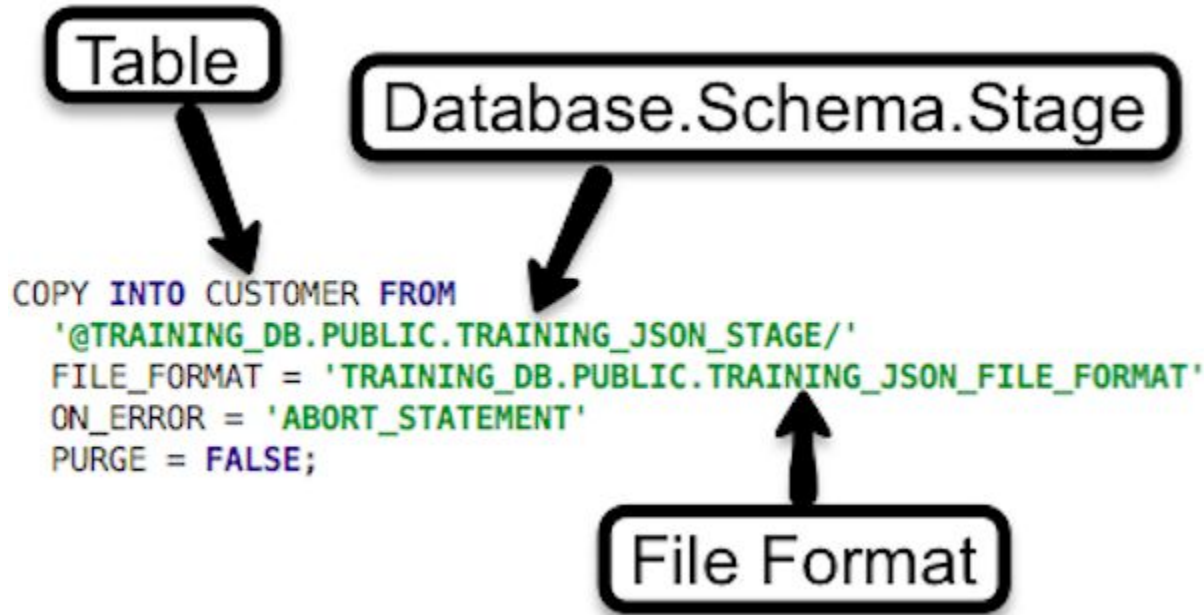 Table
Database.Schema.Stage
COPY INTO CUSTOMER FROM
'@TRAINING_DB.PUBLIC.TRAINING_JSON_STAGE/'
FILE_FORMAT = 'TRAINING_DB.PUBLIC.TRAINING_JSON_FILE_FORMAT'
ON_ERROR = 'ABORT_STATEMENT'
PURGE = FALSE;
File Format